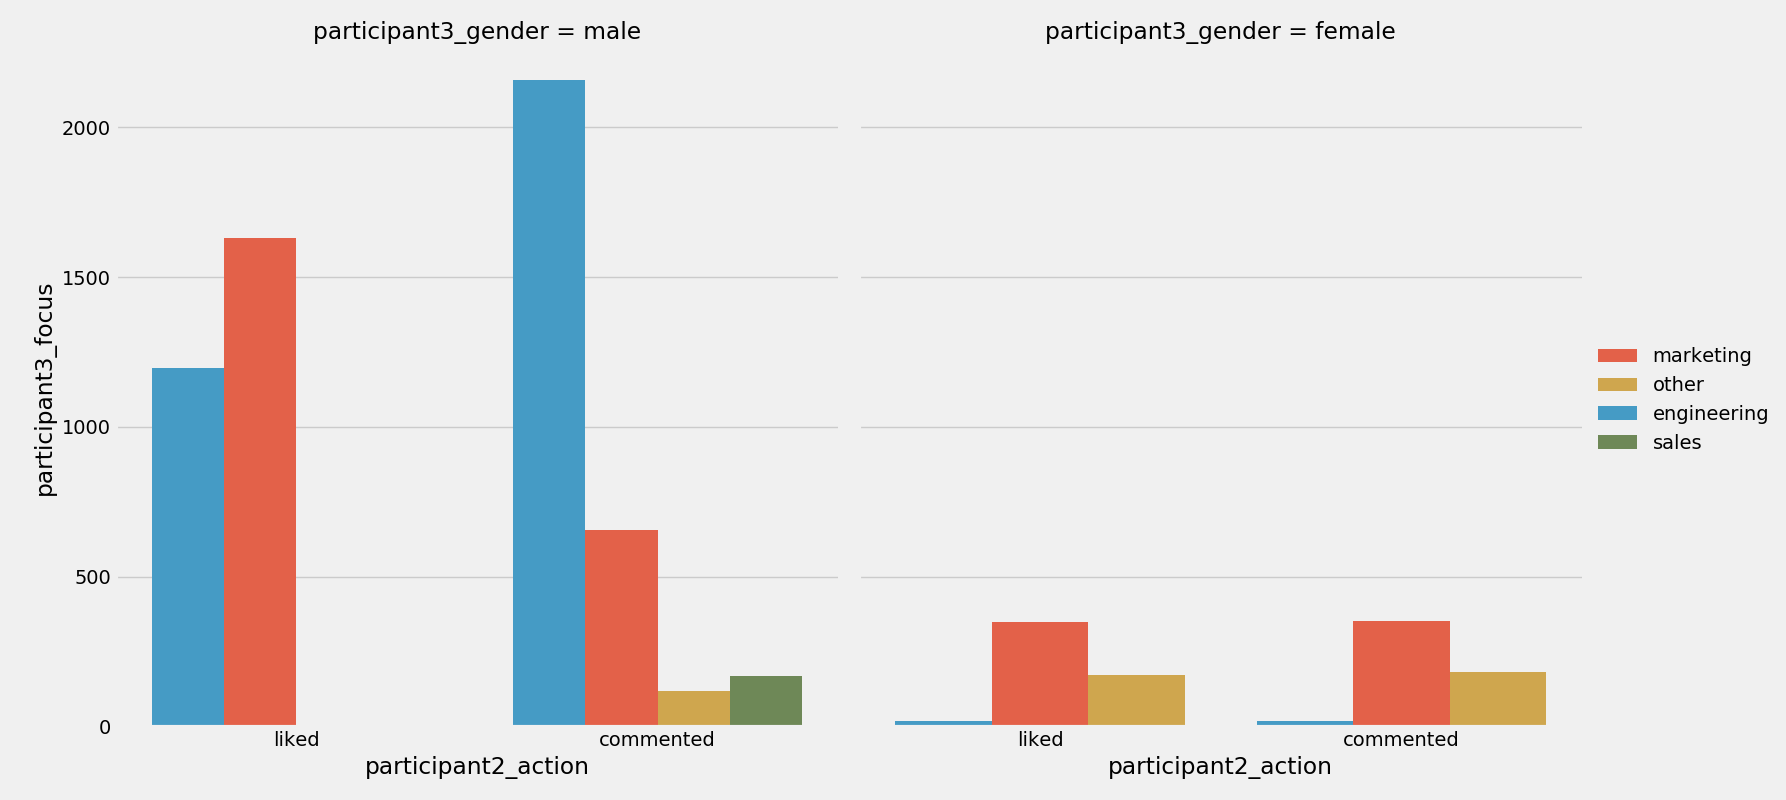 participant3_gender = male
participant3_gender = female
participant3_focus
2000
1500
1000
500
0
liked
commented
liked
commented
participant2_action
participant2_action
marketing
other
engineering
sales